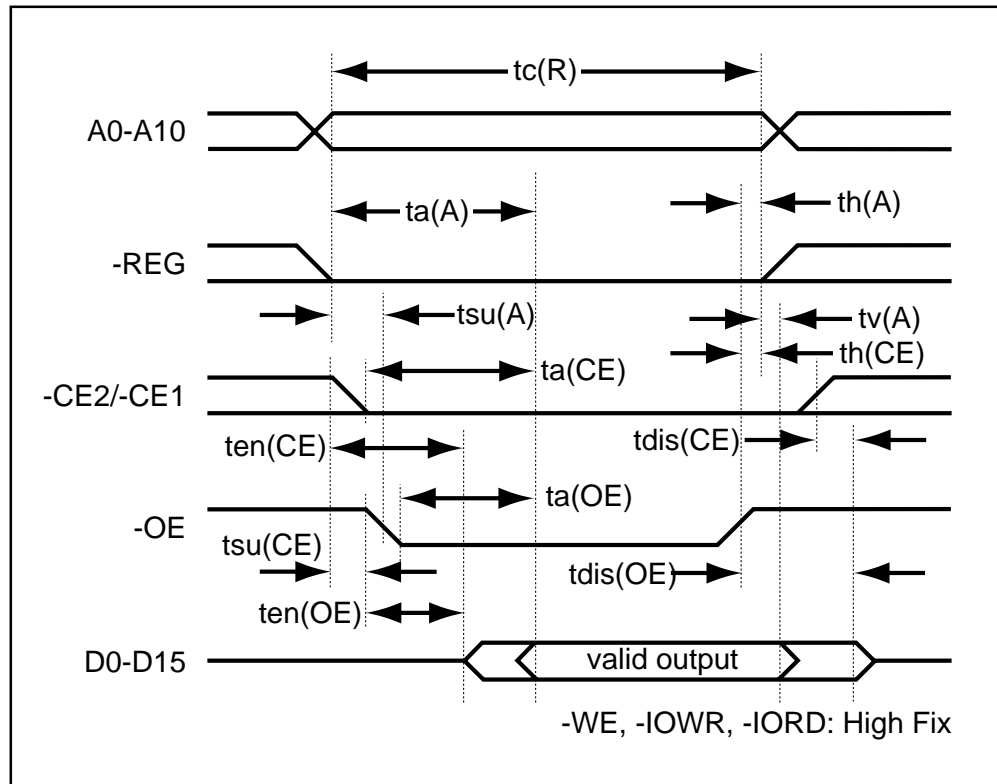 tc(R)
A0-A10
ta(A)
th(A)
-REG
tsu(A)
tv(A)
th(CE)
ta(CE)
-CE2/-CE1
ten(CE)
tdis(CE)
ta(OE)
-OE
tsu(CE)
tdis(OE)
ten(OE)
D0-D15
valid output
-WE, -IOWR, -IORD: High Fix